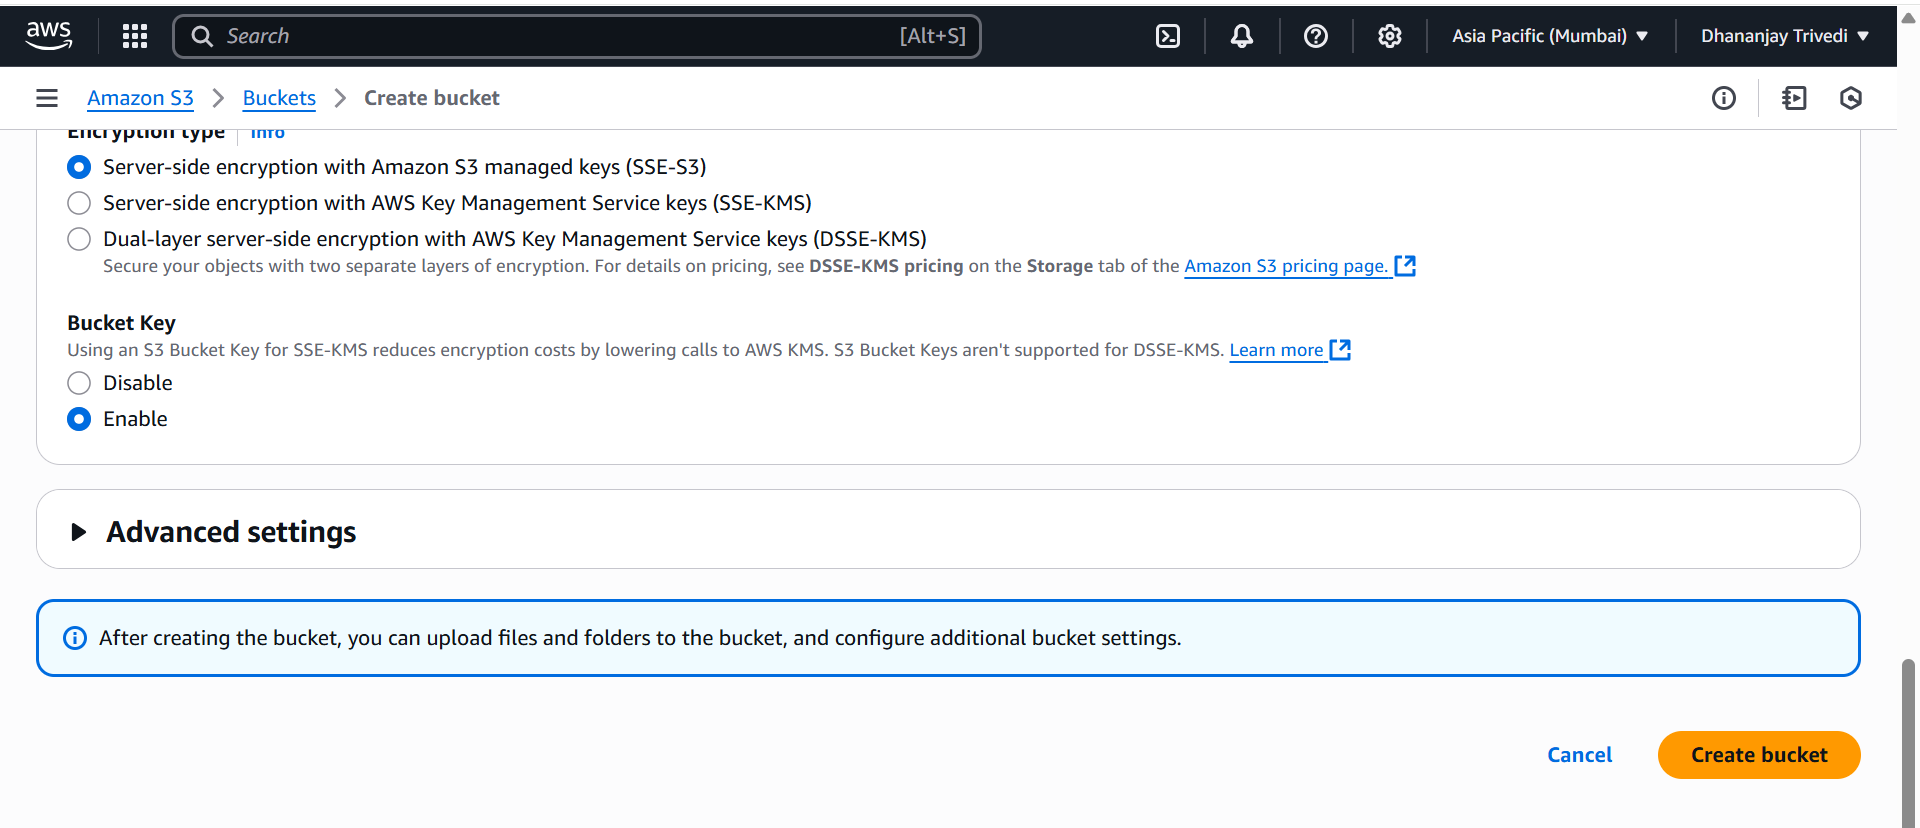 aws
Search [Alt+S]
Asia Pacific (Mumbai)
Dhananjay Trivedi
Amazon S3 Buckets Create bucket
Encryption type Info
Server-side encryption with Amazon S3 managed keys (SSE-S3)
Server-side encryption with AWS Key Management Service keys (SSE-KMS)
Dual-layer server-side encryption with AWS Key Management Service keys (DSSE-KMS)
Secure your objects with two separate layers of encryption. For details on pricing, see DSSE-KMS pricing on the Storage tab of the Amazon S3 pricing page.
Bucket Key
Using an S3 Bucket Key for SSE-KMS reduces encryption costs by lowering calls to AWS KMS. S3 Bucket Keys aren't supported for DSSE-KMS. Learn more
Disable
Enable
Advanced settings
After creating the bucket, you can upload files and folders to the bucket, and configure additional bucket settings.
Cancel Create bucket